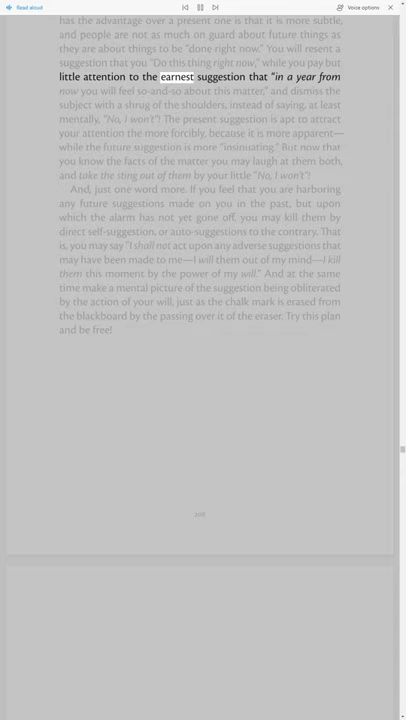 Read aloud
Voice options
has the advantage over a present one is that it is more subtle,
and people are not as much on guard about future things as
they are about things to be "done right now." You will resent a
suggestion that you "Do this thing right now," while you pay but
little attention to the earnest suggestion that "in a year from
now you will feel so-and-so about this matter," and dismiss the
subject with a shrug of the shoulders, instead of saying, at least
mentally, "No, I won't"! The present suggestion is apt to attract
your attention the more forcibly, because it is more apparent—
while the future suggestion is more "insinuating." But now that
you know the facts of the matter you may laugh at them both,
and take the sting out of them by your little "No, I won't"!
And, just one word more. If you feel that you are harboring
any future suggestions made on you in the past, but upon
which the alarm has not yet gone off, you may kill them by
direct self-suggestion, or auto-suggestions to the contrary. That
is, you may say "I shall not act upon any adverse suggestions that
may have been made to me—I will them out of my mind—I kill
them this moment by the power of my will." And at the same
time make a mental picture of the suggestion being obliterated
by the action of your will, just as the chalk mark is erased from
the blackboard by the passing over it of the eraser. Try this plan
and be free!